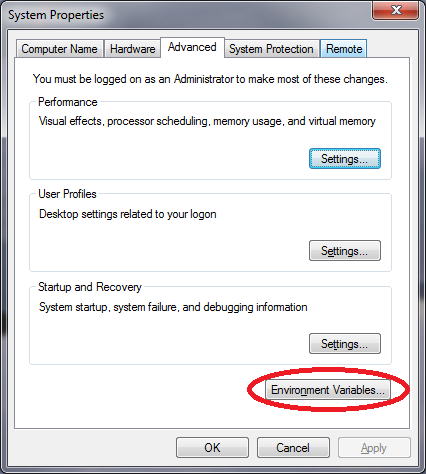 System Properties
Computer Name Hardware Advanced System Protection Remote
You must be logged on as an Administrator to make most of these changes.
Performance
Visual effects, processor scheduling, memory usage, and virtual memory
Settings...
User Profiles
Desktop settings related to your logon
Settings...
Startup and Recovery
System startup, system failure, and debugging information
Settings...
Environment Variables...
OK Cancel Apply